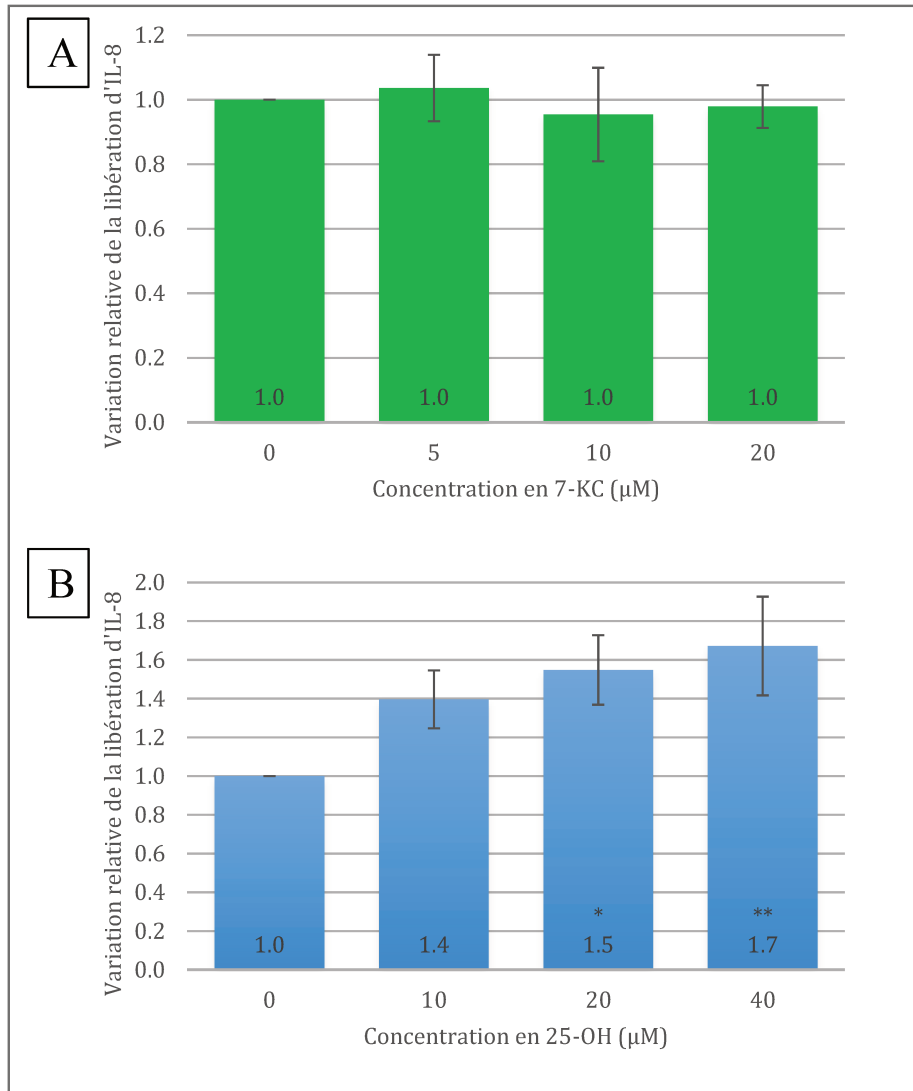 A
Variation relative de la libération d'IL-8
1.2
1.0
0.8
0.6
0.4
0.2
0.0
1.0 1.0 1.0 1.0
0 5 10 20
Concentration en 7-KC (µM)
B
Variation relative de la libération d'IL-8
2.0
1.8
1.6
1.4
1.2
1.0
0.8
0.6
0.4
0.2
0.0
* **
1.0 1.4 1.5 1.7
0 10 20 40
Concentration en 25-OH (µM)